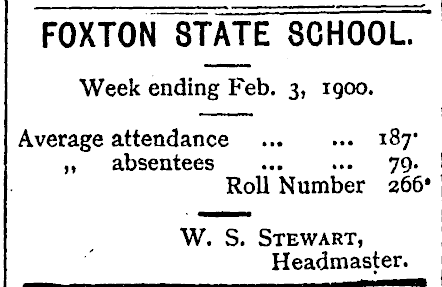 FOXTON STATE SCHOOL.
Week ending Feb. 3, 1900.
Average attendance ... ... 187.
„ absentees ... ... 79.
Roll Number 266.
W. S. STEWART,
Headmaster.